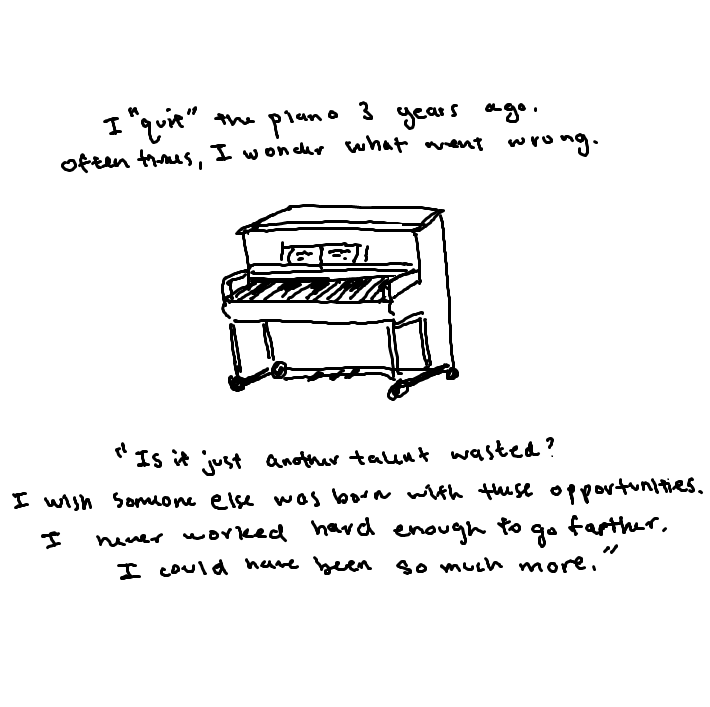 I "quit" the piano 3 years ago.
often times, I wonder what went wrong.
"Is it just another talent wasted?
I wish someone else was born with these opportunities.
I never worked hard enough to go farther.
I could have been so much more."